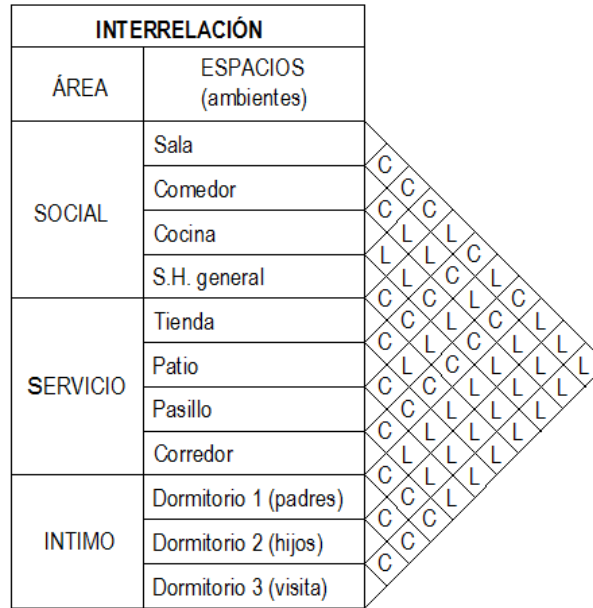 INTERRELACIÓN
ÁREA
ESPACIOS
(ambientes)
Sala
C
Comedor C
SOCIAL C C
Cocina L L
L L C
S.H. general L C L
C C L C
Tienda C L C L
C L C L L
Patio L C L L L
SERVICIO C C L L L
Pasillo C L L L
C L L L
Corredor L L L
C L L
Dormitorio 1 (padres) C L
C C
INTIMO Dormitorio 2 (hijos) C
C
Dormitorio 3 (visita)